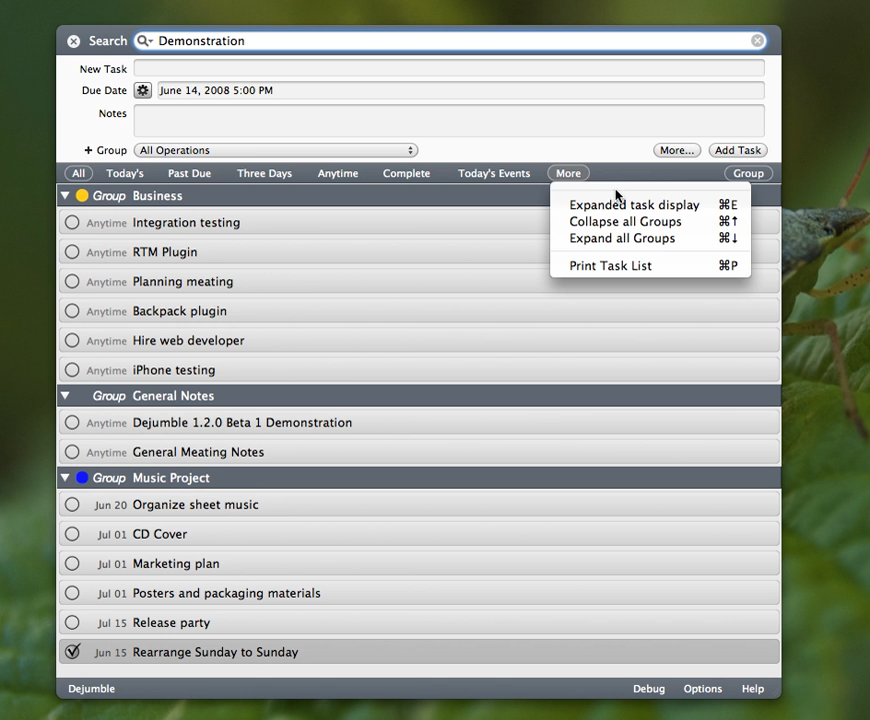 Search Demonstration
New Task
Due Date June 14, 2008 5:00 PM
Notes
+ Group All Operations More... Add Task
All Today's Past Due Three Days Anytime Complete Today's Events More Group
Group Business
Expanded task display ⌘E
Collapse all Groups ⌘↑
Expand all Groups ⌘↓
Print Task List ⌘P
Anytime Integration testing
Anytime RTM Plugin
Anytime Planning meating
Anytime Backpack plugin
Anytime Hire web developer
Anytime iPhone testing
Group General Notes
Anytime Dejumble 1.2.0 Beta 1 Demonstration
Anytime General Meating Notes
Group Music Project
Jun 20 Organize sheet music
Jul 01 CD Cover
Jul 01 Marketing plan
Jul 01 Posters and packaging materials
Jul 15 Release party
Jun 15 Rearrange Sunday to Sunday
Dejumble Debug Options Help